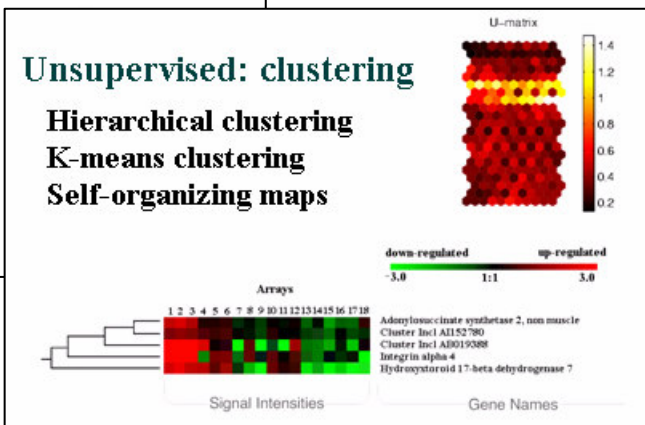 U-matrix
Unsupervised: clustering
Hierarchical clustering
K-means clustering
Self-organizing maps
1.4
1.2
1
0.8
0.6
0.4
0.2
down-regulated up-regulated
-3.0 1:1 3.0
Arrays
1 2 3 4 5 6 7 8 9 10 11 12 13 14 15 16 17 18
Adonylosuccinate synthetase 2, non muscle
Cluster Incl AI152780
Cluster Incl AB019388
Integrin alpha 4
Hydroxyxtoroid 17-beta dehydrogenase 7
Signal Intensities Gene Names